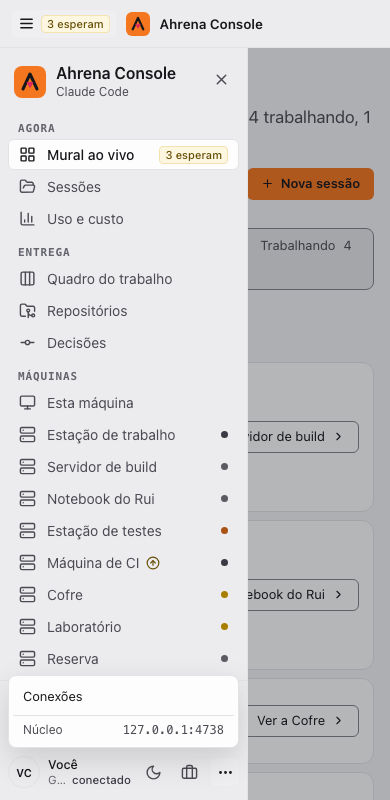 3 esperam
Ahrena Console
Ahrena Console
Claude Code
AGORA
Mural ao vivo 3 esperam
Sessões
Uso e custo
ENTREGA
Quadro do trabalho
Repositórios
Decisões
MÁQUINAS
Esta máquina
Estação de trabalho
Servidor de build
Notebook do Rui
Estação de testes
Máquina de CI
Cofre
Laboratório
Reserva
Conexões
Núcleo 127.0.0.1:4738
VC
Você
G... conectado
4 trabalhando, 1
+ Nova sessão
Trabalhando 4
idor de build
ebook do Rui
Ver a Cofre